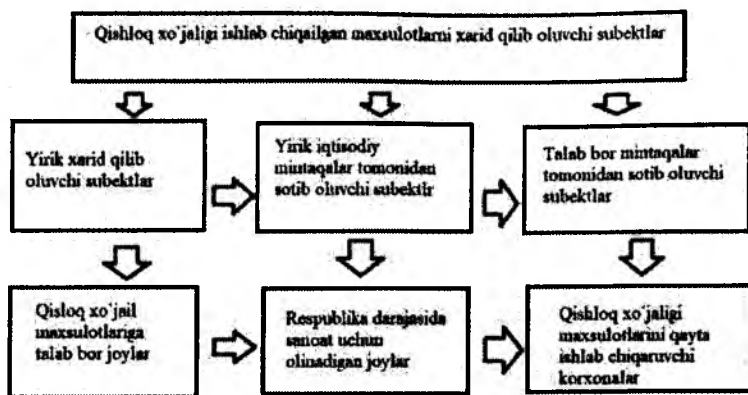 Qishloq xo`jaligi ishlab chiqailgan maxsulotlarni xarid qilib oluvchi subektlar
Yirik xarid qilib
oluvchi subektlar
Yirik iqtisodiy
mintaqalar tomonidan
sotib oluvchi subektlr
Talab bor mintaqalar
tomonidan sotib oluvchi
subektlar
Qisloq xo`jail
maxsulotlariga
talab bor joylar
Respublika darajasida
sanoat uchun
olinadigan joylar
Qishloq xo`jaligi
maxsulotlarini qayta
ishlab chiqaruvchi
korxonalar